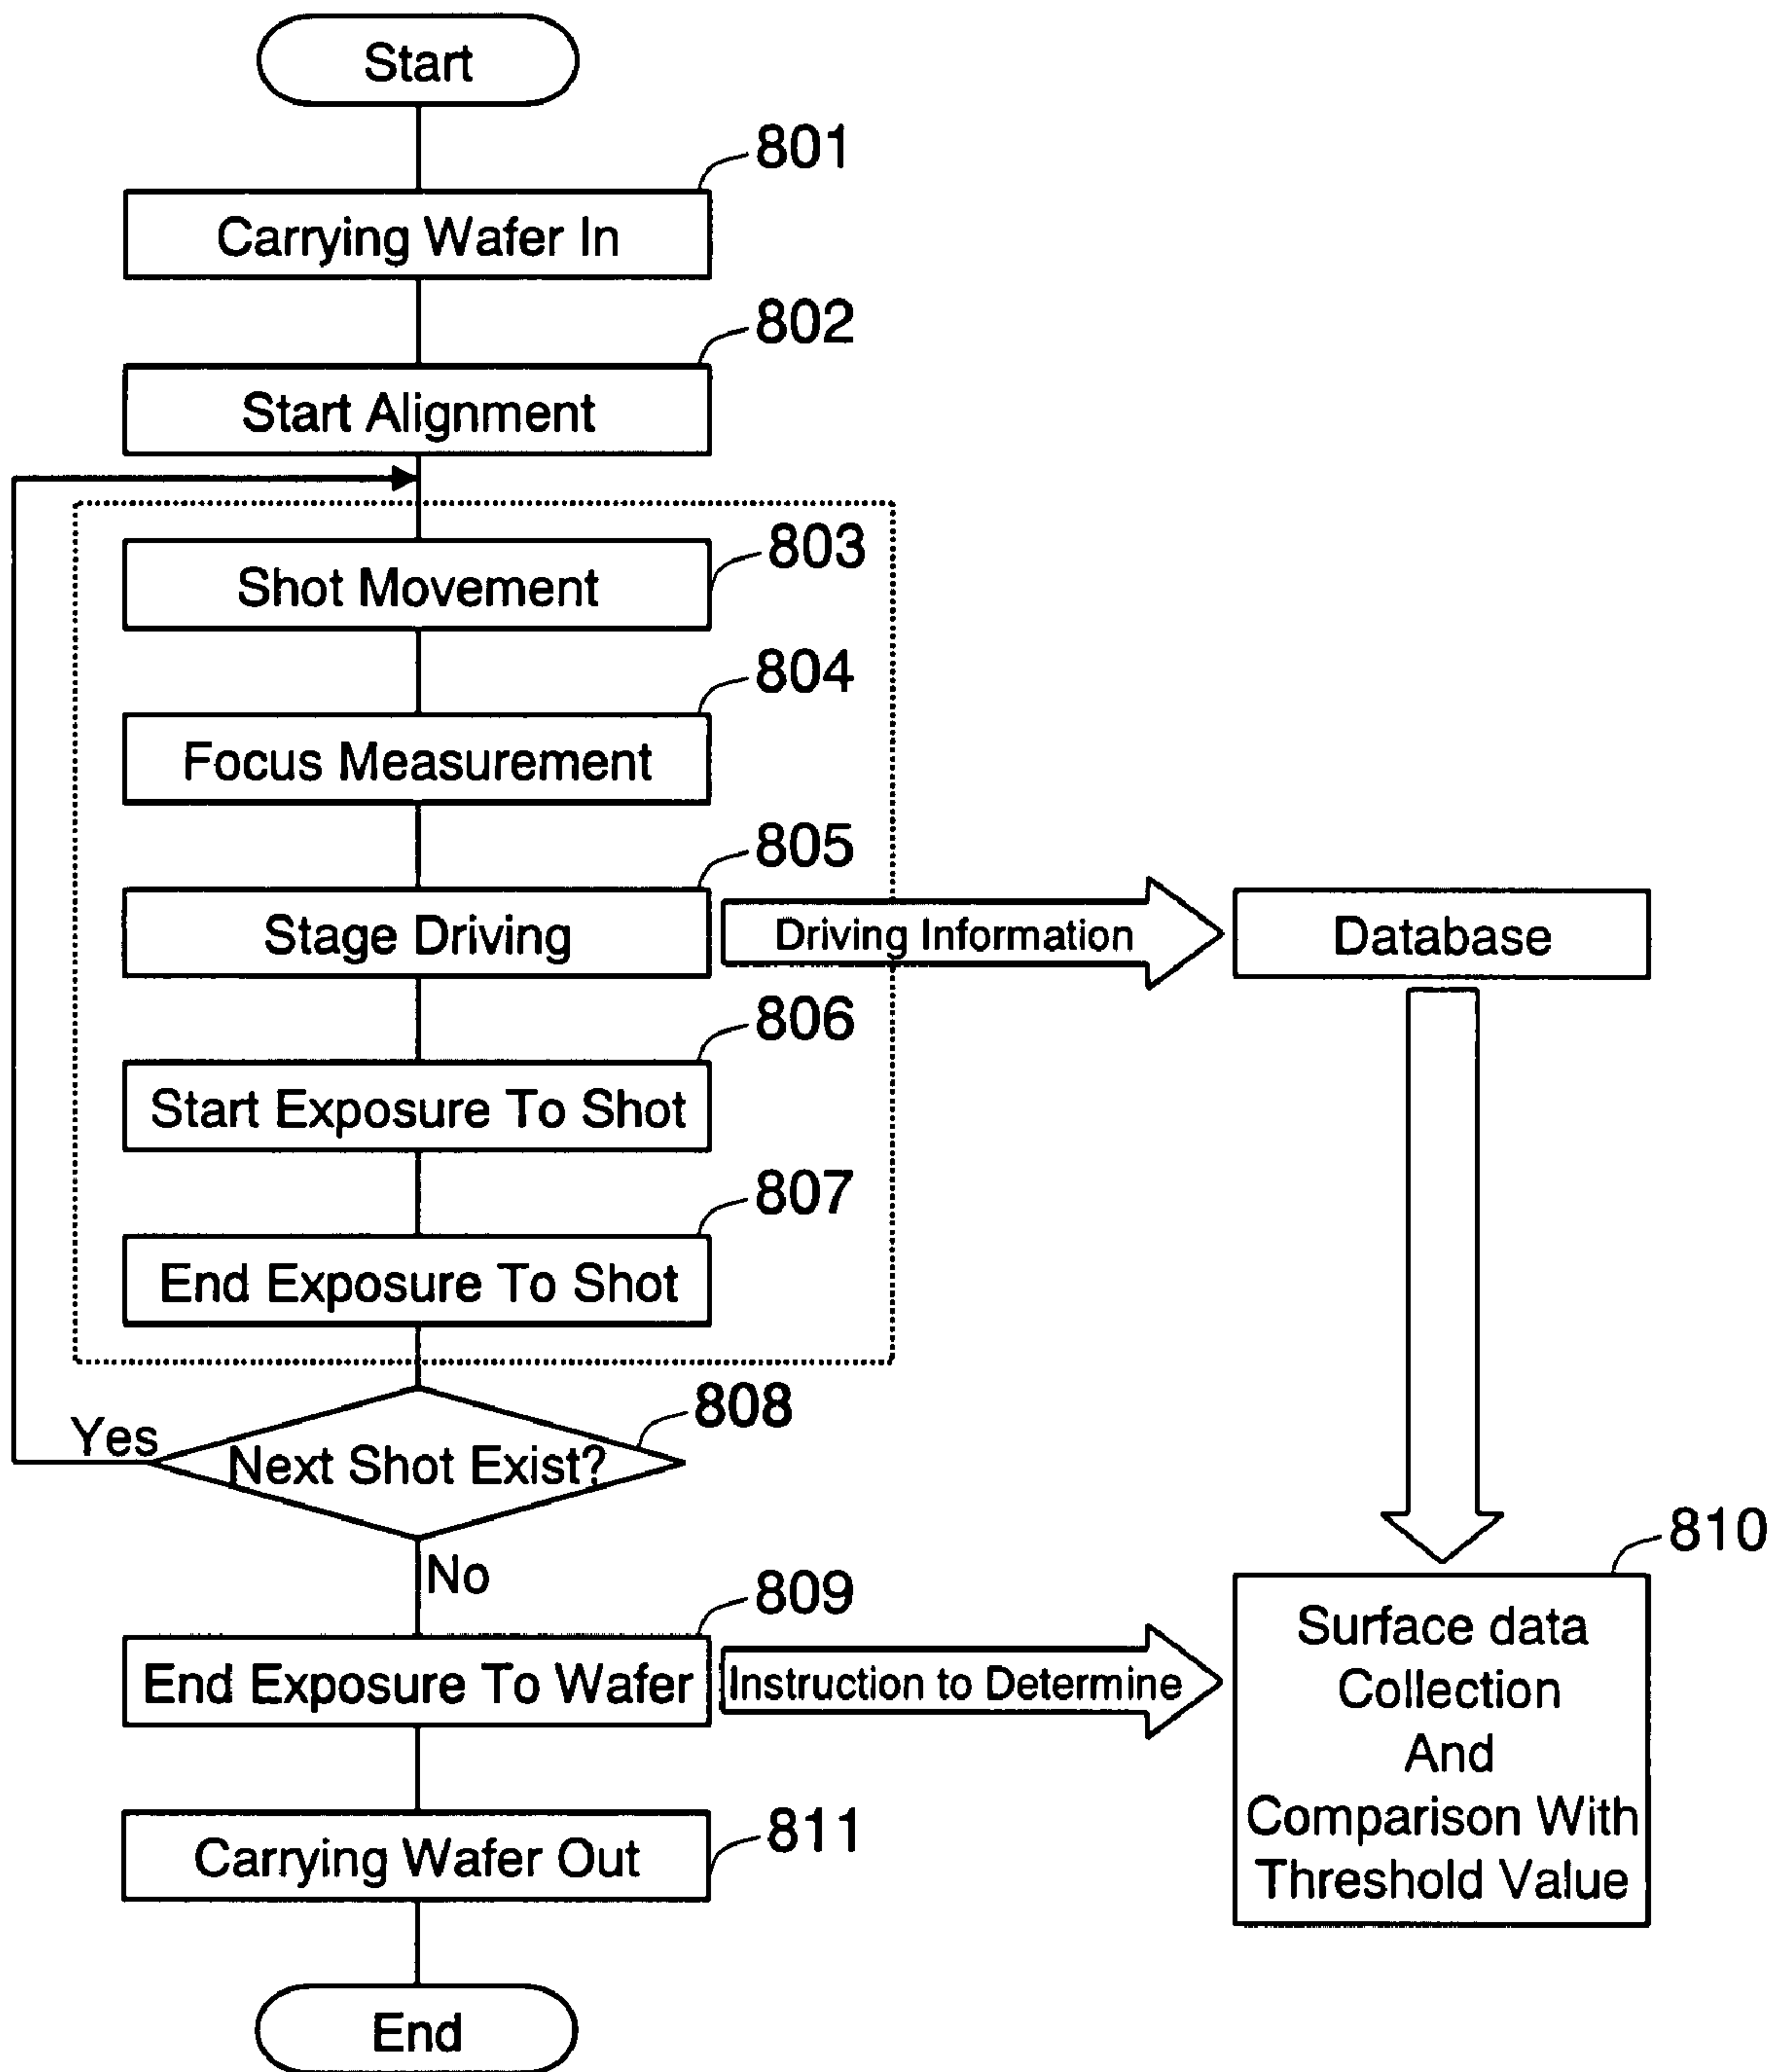 Start
801
Carrying Wafer In
802
Start Alignment
803
Shot Movement
804
Focus Measurement
805
Stage Driving
Driving Information
Database
806
Start Exposure To Shot
807
End Exposure To Shot
808
Yes
Next Shot Exist?
No
809
End Exposure To Wafer
Instruction to Determine
810
Surface data
Collection
And
Comparison With
Threshold Value
811
Carrying Wafer Out
End